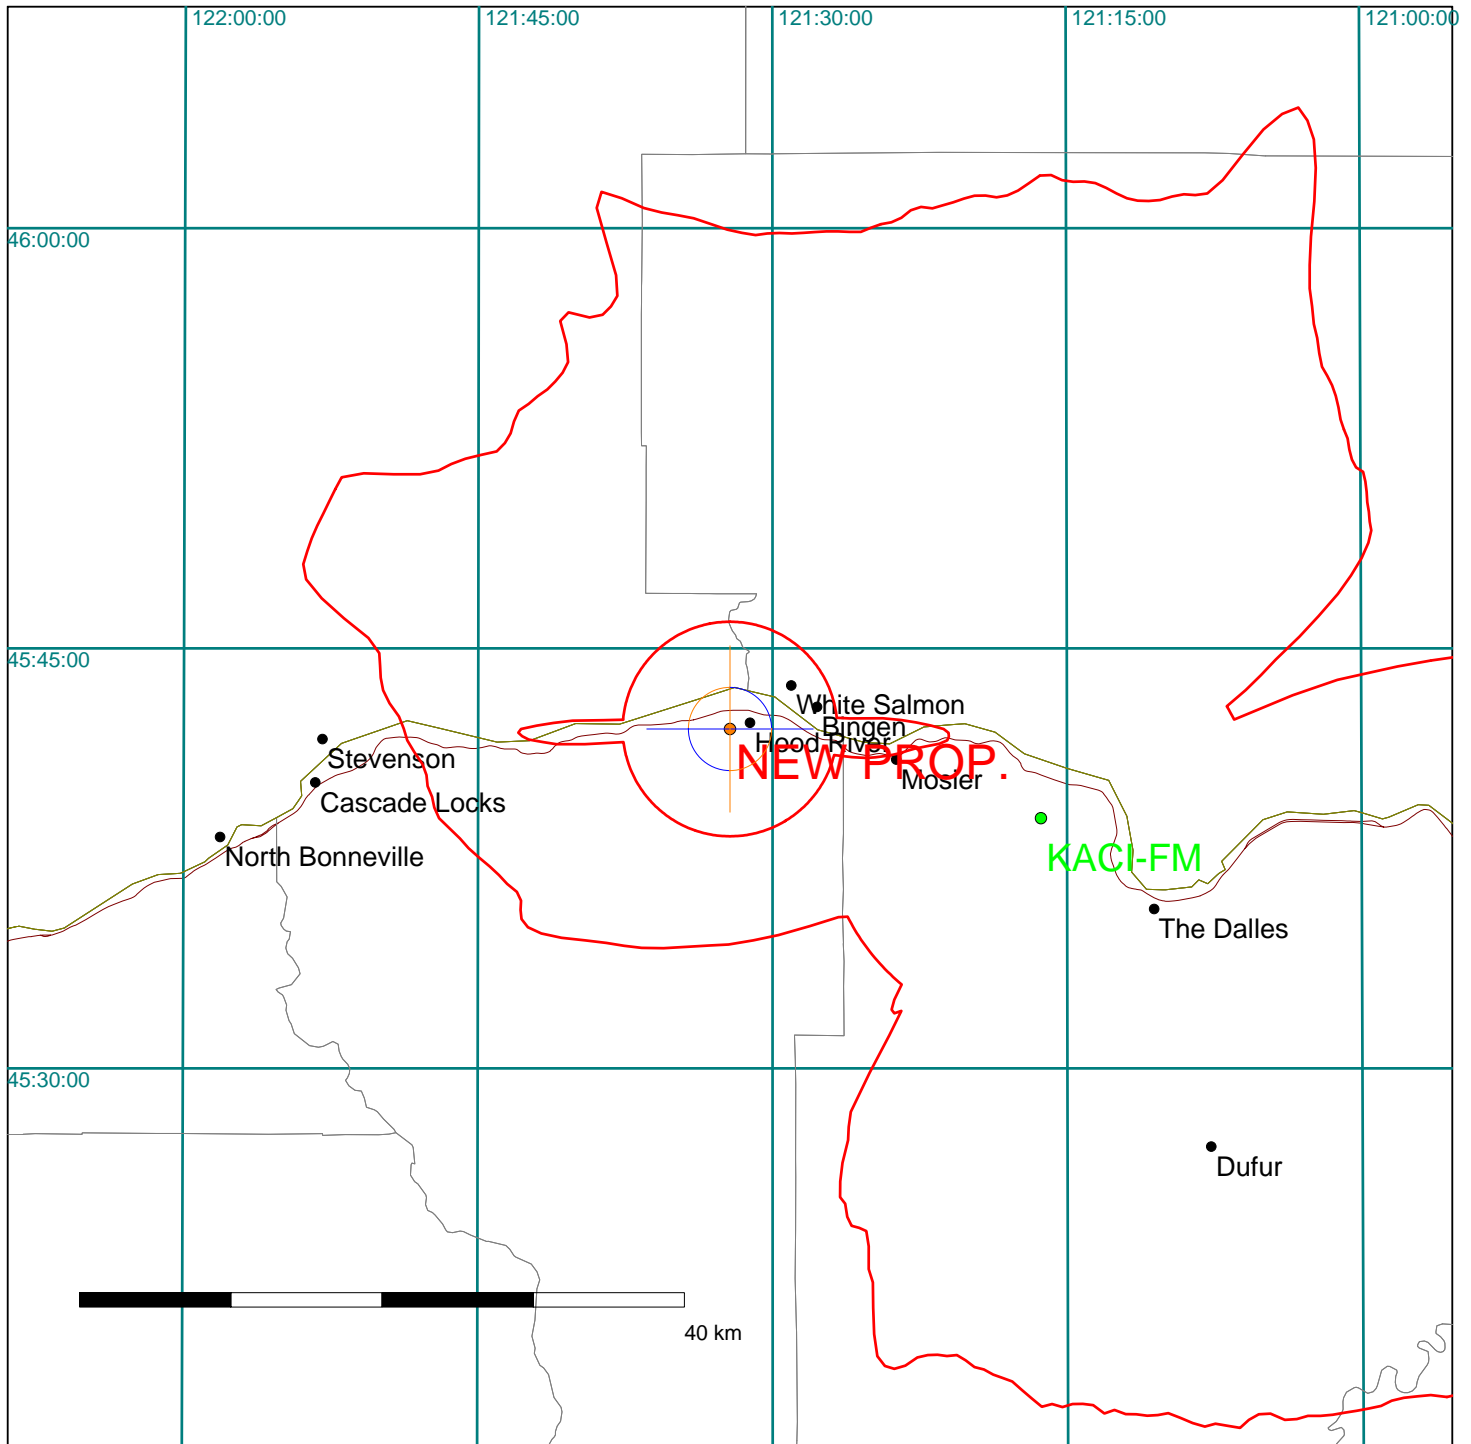 122:00:00
121:45:00
121:30:00
121:15:00
121:00:00
46:00:00
45:45:00
White Salmon
Bingen
Hood River
NEW PROP.
Stevenson
Mosier
Cascade Locks
North Bonneville
KACI-FM
The Dalles
45:30:00
Dufur
40 km